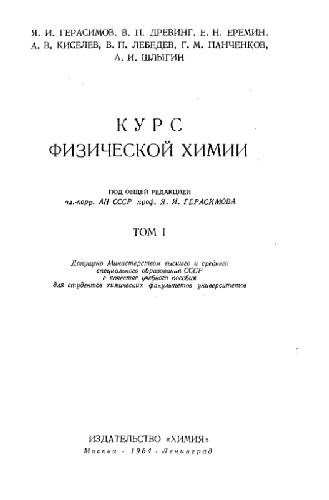 Я. И. ГЕРАСИМОВ, В. П. ДРЕВИНГ, Е. Н. ЕРЕМИН,
А. В. КИСЕЛЕВ, В. П. ЛЕБЕДЕВ, Г. М. ПАНЧЕНКОВ,
А. И. ШЛЫГИН
КУРС
ФИЗИЧЕСКОЙ ХИМИИ
ПОД ОБЩЕЙ РЕДАКЦИЕЙ
чл.-корр. АН СССР проф. Я. И. ГЕРАСИМОВА
ТОМ I
Допущено Министерством высшего и среднего
специального образования СССР
в качестве учебного пособия
для студентов химических факультетов университетов
ИЗДАТЕЛЬСТВО «ХИМИЯ»
Москва - 1964 - Ленинград